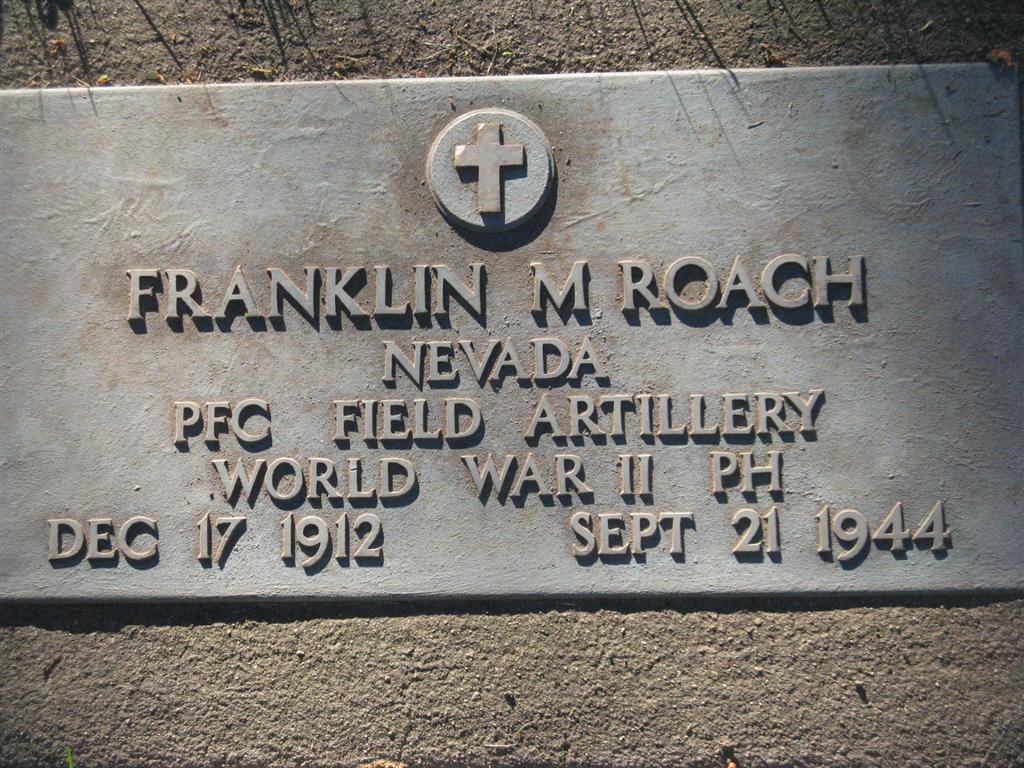 FRANKLIN M ROACH
NEVADA
PFC FIELD ARTILLERY
WORLD WAR II PH
DEC 17 1912 SEPT 21 1944